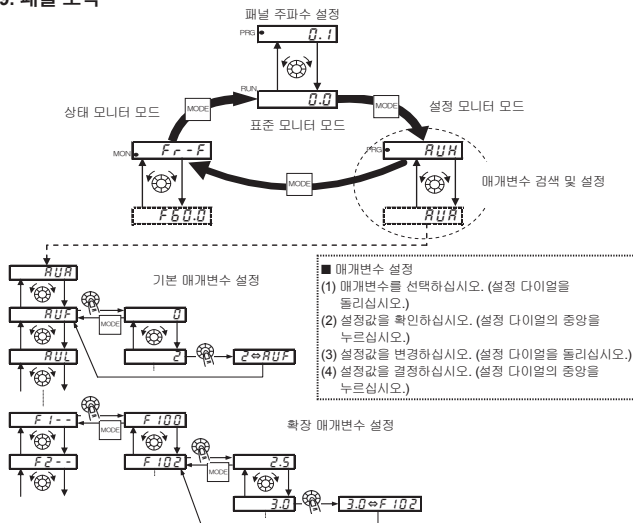 패널 주파수 설정
PRG
0.1
RUN
0.0
MODE
MODE
상태 모니터 모드
설정 모니터 모드
표준 모니터 모드
MON
Fr-F
PRG
AUH
MODE
매개변수 검색 및 설정
F60.0
AUA
AUA
기본 매개변수 설정
AUF
MODE
0
AUL
2
2⇔AUF
■ 매개변수 설정
(1) 매개변수를 선택하십시오. (설정 다이얼을
돌리십시오.)
(2) 설정값을 확인하십시오. (설정 다이얼의 중앙을
누르십시오.)
(3) 설정값을 변경하십시오. (설정 다이얼을 돌리십시오.)
(4) 설정값을 결정하십시오. (설정 다이얼의 중앙을
누르십시오.)
F1--
MODE
F100
확장 매개변수 설정
F2--
F102
MODE
2.5
3.0
3.0⇔F102